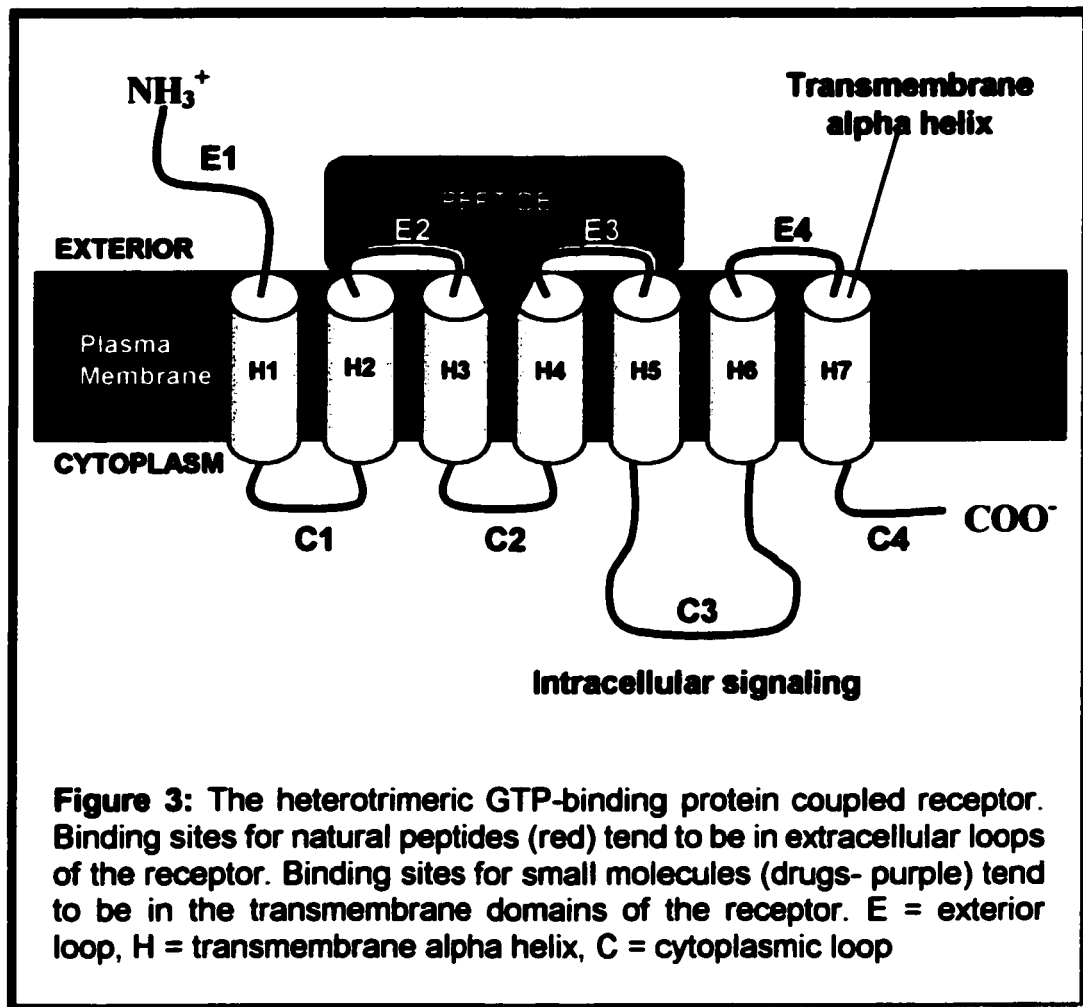 NH₃⁺
Transmembrane
alpha helix
E1
PEPTIDE
E2
E3
E4
EXTERIOR
Plasma
Membrane
H1
H2
H3
H4
H5
H6
H7
CYTOPLASM
C1
C2
C4
COO⁻
C3
Intracellular signaling
Figure 3: The heterotrimeric GTP-binding protein coupled receptor.
Binding sites for natural peptides (red) tend to be in extracellular loops
of the receptor. Binding sites for small molecules (drugs- purple) tend
to be in the transmembrane domains of the receptor. E = exterior
loop, H = transmembrane alpha helix, C = cytoplasmic loop